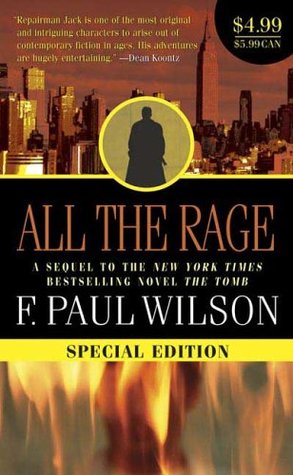 "Repairman Jack is one of the most original
and intriguing characters to arise out of
contemporary fiction in ages. His adventures
are hugely entertaining." —Dean Koontz
$4.99
$5.99 CAN
ALL THE RAGE
A SEQUEL TO THE NEW YORK TIMES
BESTSELLING NOVEL THE TOMB
F. PAUL WILSON
SPECIAL EDITION